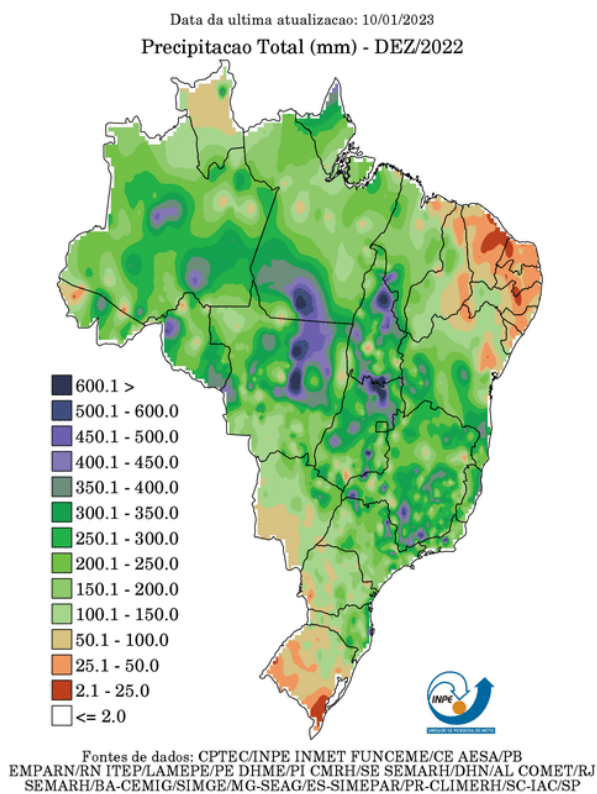 Data da ultima atualizacao: 10/01/2023
Precipitacao Total (mm) - DEZ/2022
600.1 >
500.1 - 600.0
450.1 - 500.0
400.1 - 450.0
350.1 - 400.0
300.1 - 350.0
250.1 - 300.0
200.1 - 250.0
150.1 - 200.0
100.1 - 150.0
50.1 - 100.0
25.1 - 50.0
2.1 - 25.0
<= 2.0
INPE
Fontes de dados: CPTEC/INPE INMET FUNCEME/CE AESA/PB
EMPARN/RN ITEP/LAMEPE/PE DHME/PI CMRH/SE SEMARH/DHN/AL COMET/RJ
SEMARH/BA-CEMIG/SIMGE/MG-SEAG/ES-SIMEPAR/PR-CLIMERH/SC-IAC/SP